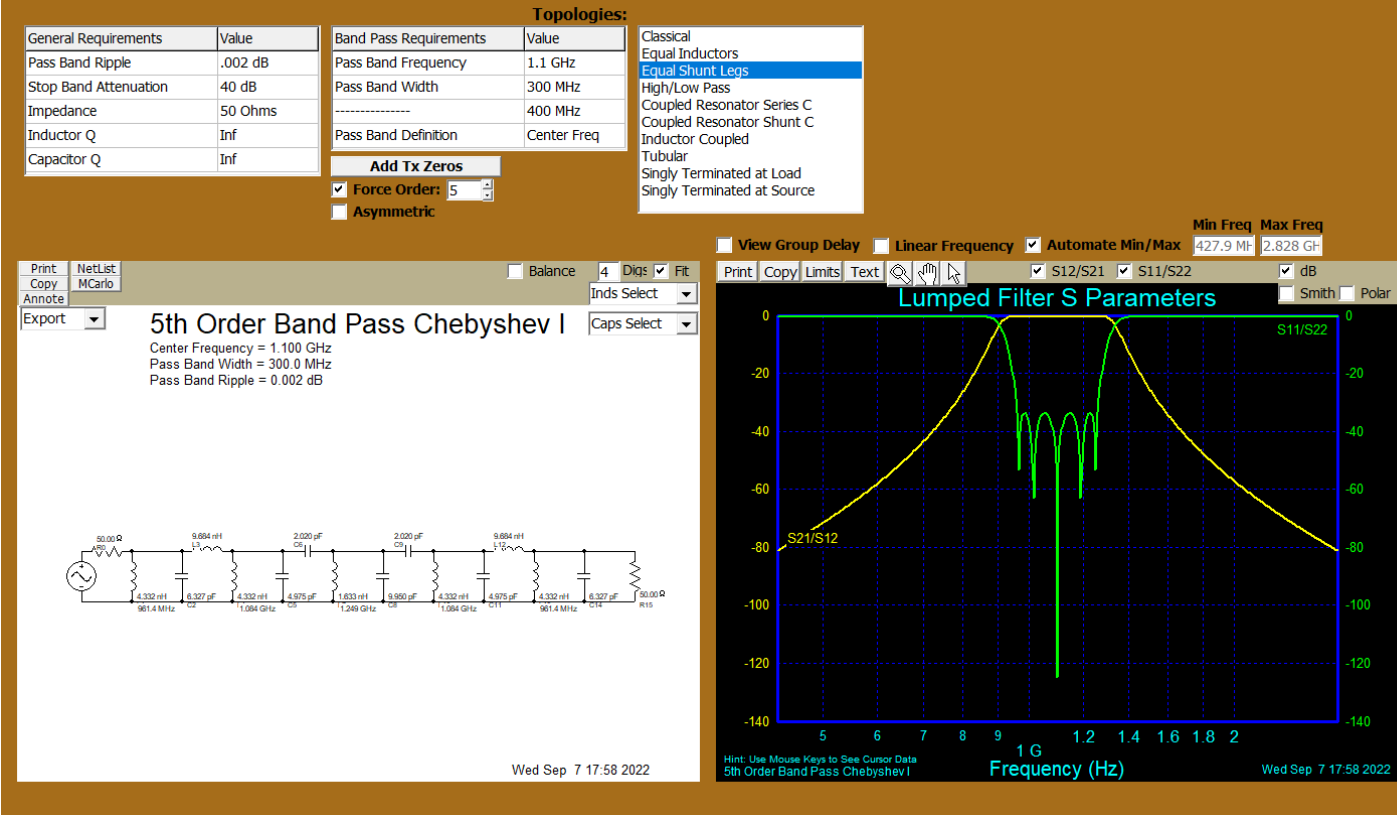 Topologies:
General Requirements Value
Pass Band Ripple .002 dB
Stop Band Attenuation 40 dB
Impedance 50 Ohms
Inductor Q Inf
Capacitor Q Inf
Band Pass Requirements Value
Pass Band Frequency 1.1 GHz
Pass Band Width 300 MHz
--------------- 400 MHz
Pass Band Definition Center Freq
Add Tx Zeros
Force Order: 5
Asymmetric
Classical
Equal Inductors
Equal Shunt Legs
High/Low Pass
Coupled Resonator Series C
Coupled Resonator Shunt C
Inductor Coupled
Tubular
Singly Terminated at Load
Singly Terminated at Source
Min Freq Max Freq
View Group Delay Linear Frequency Automate Min/Max 427.9 MH 2.828 GH
Print NetList
Copy MCarlo
Annote
Export
Balance 4 Digs Fit
Inds Select
Caps Select
5th Order Band Pass Chebyshev I
Center Frequency = 1.100 GHz
Pass Band Width = 300.0 MHz
Pass Band Ripple = 0.002 dB
50.00 Ω 9.684 nH 2.020 pF 2.020 pF 9.684 nH
R0 L3 C6 C9 L12
4.332 nH 6.327 pF 4.332 nH 4.975 pF 1.633 nH 9.950 pF 4.332 nH 4.975 pF 4.332 nH 6.327 pF 50.00 Ω
961.4 MHz C2 1.084 GHz C5 1.249 GHz C8 1.084 GHz C11 961.4 MHz C14 R15
Wed Sep 7 17:58 2022
Print Copy Limits Text S12/S21 S11/S22 dB
Smith Polar
Lumped Filter S Parameters
0 0
S11/S22
-20 -20
-40 -40
-60 -60
S21/S12
-80 -80
-100 -100
-120 -120
-140 -140
5 6 7 8 9 1 G 1.2 1.4 1.6 1.8 2
Hint: Use Mouse Keys to See Cursor Data
5th Order Band Pass Chebyshev I
Frequency (Hz)
Wed Sep 7 17:58 2022